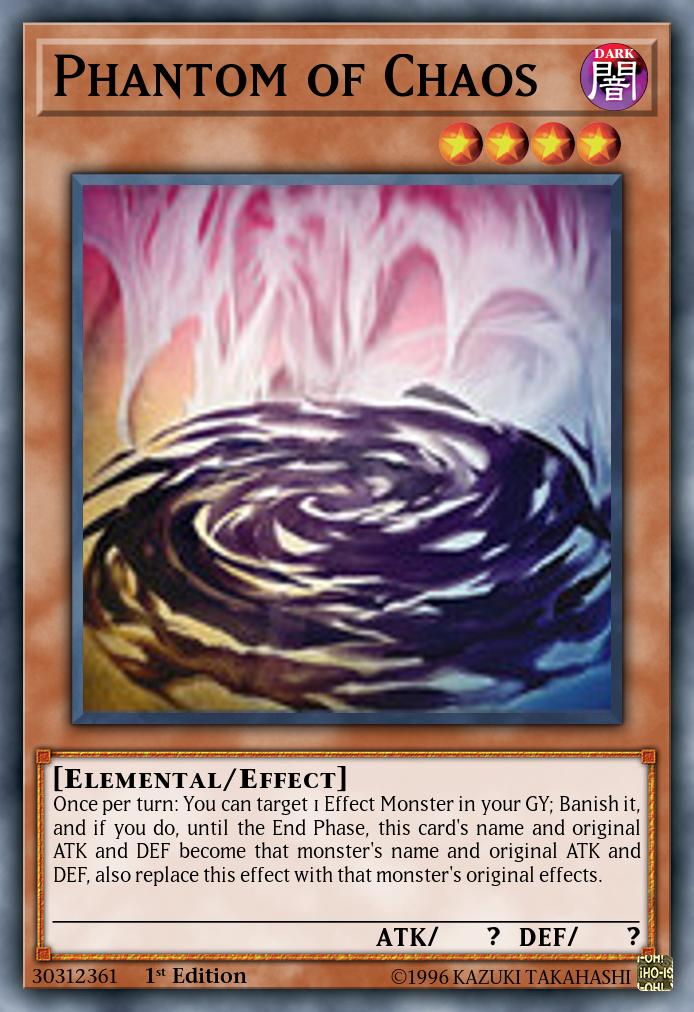 Phantom of Chaos
DARK
闇
[Elemental/Effect]
Once per turn: You can target 1 Effect Monster in your GY; Banish it,
and if you do, until the End Phase, this card's name and original
ATK and DEF become that monster's name and original ATK and
DEF, also replace this effect with that monster's original effects.
ATK/ ? DEF/ ?
30312361 1st Edition ©1996 KAZUKI TAKAHASHI